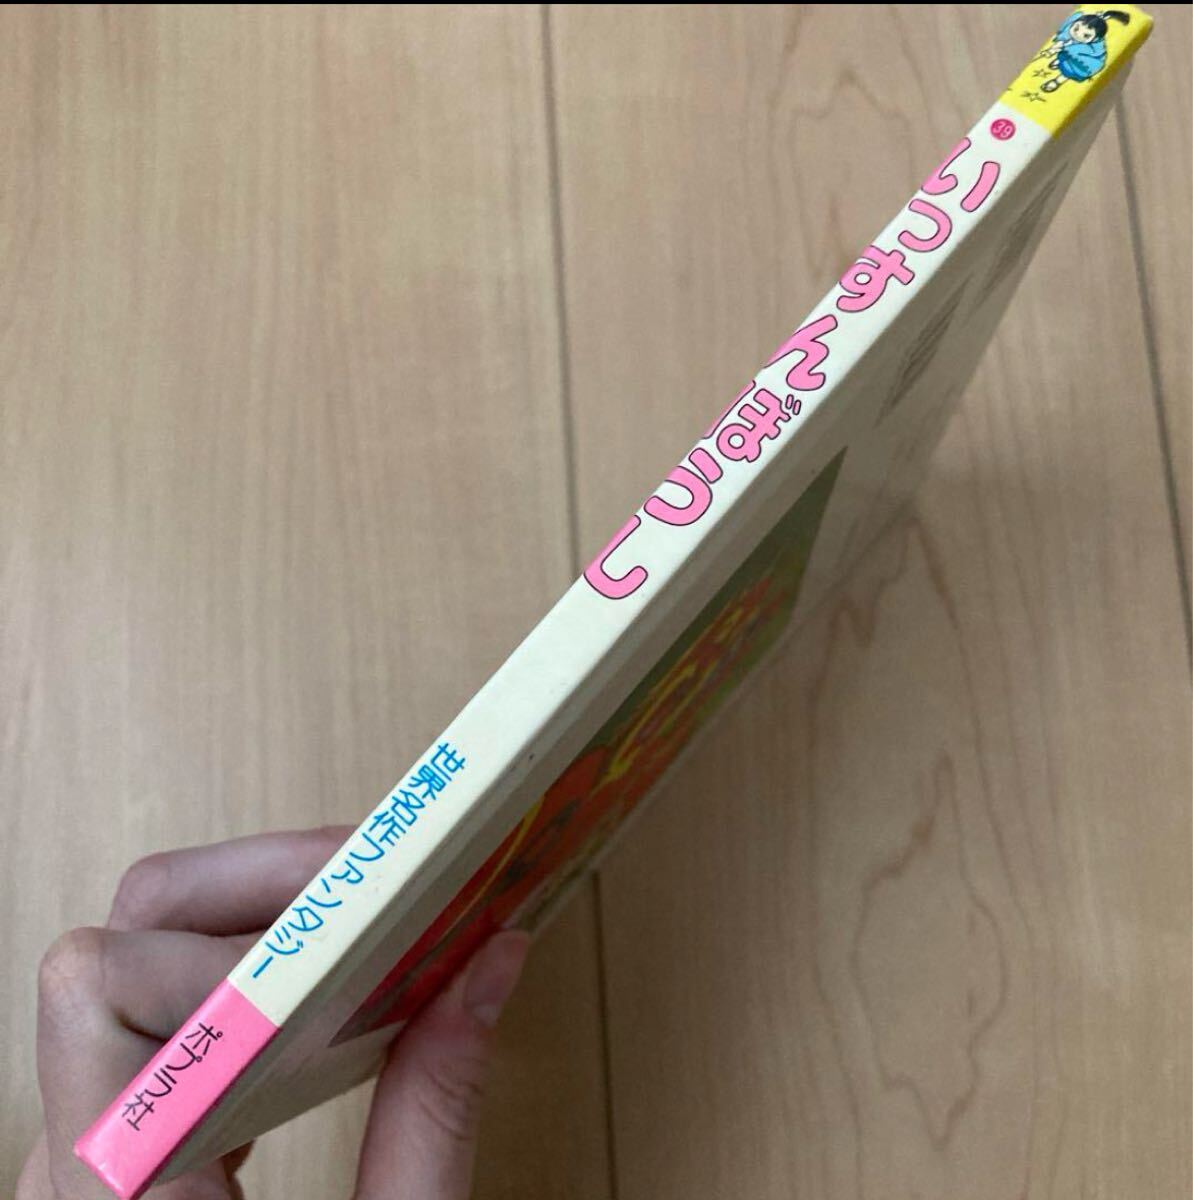 39
いっすんぼうし
世界名作ファンタジー
ポプラ社